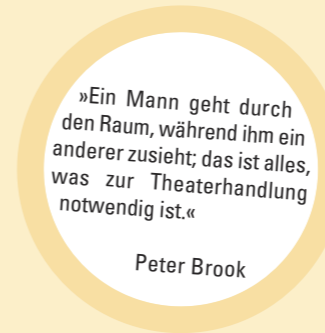 »Ein Mann geht durch
den Raum, während ihm ein
anderer zusieht; das ist alles,
was zur Theaterhandlung
notwendig ist.«
Peter Brook